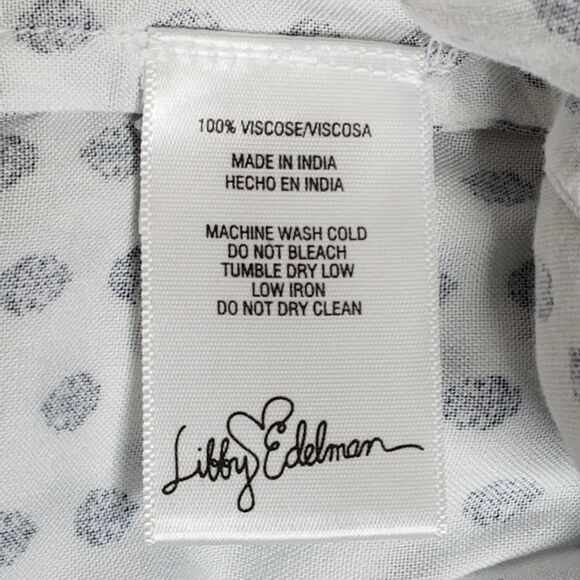 100% VISCOSE/VISCOSA
MADE IN INDIA
HECHO EN INDIA
MACHINE WASH COLD
DO NOT BLEACH
TUMBLE DRY LOW
LOW IRON
DO NOT DRY CLEAN
Libby Edelman